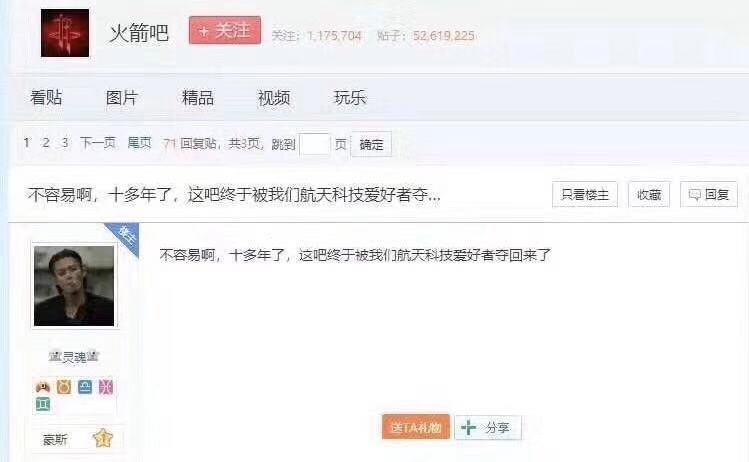 火箭吧 + 关注 关注：1,175,704 贴子：52,619,225
看贴 图片 精品 视频 玩乐
1 2 3 下一页 尾页 71 回复贴，共3页，跳到 页 确定
不容易啊，十多年了，这吧终于被我们航天科技爱好者夺... 只看楼主 收藏 回复
楼主
不容易啊，十多年了，这吧终于被我们航天科技爱好者夺回来了
灵魂
送TA礼物 分享
豪斯